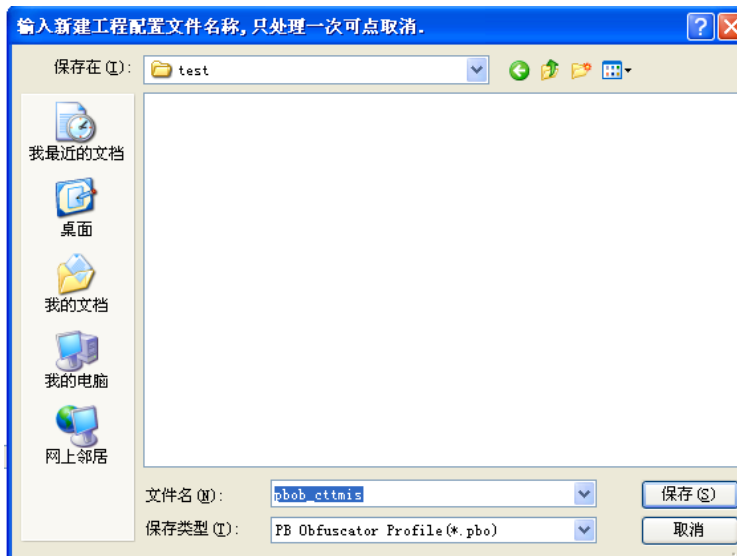 输入新建工程配置文件名称,只处理一次可点取消.
保存在(I):
test
我最近的文档
桌面
我的文档
我的电脑
网上邻居
文件名(N):
pbob_cttmis
保存(S)
保存类型(T):
PB Obfuscator Profile(*.pbo)
取消